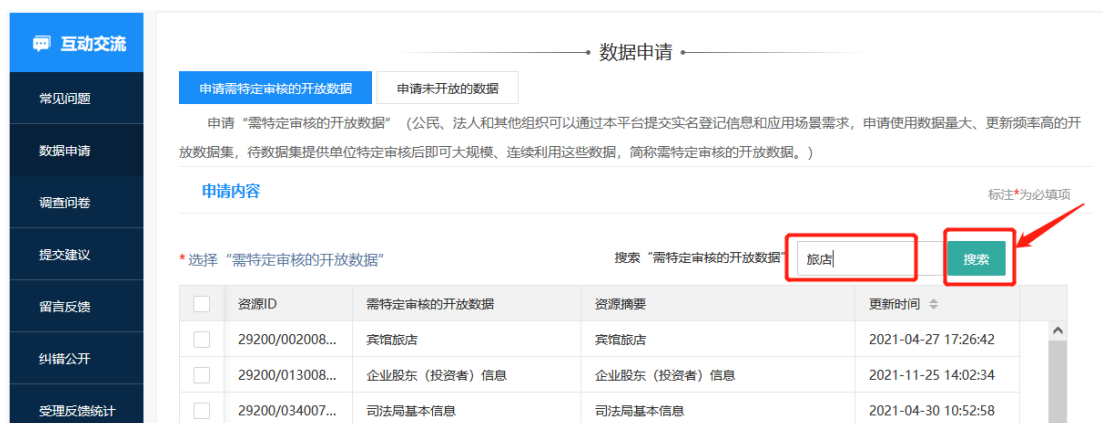 互动交流
常见问题
数据申请
调查问卷
提交建议
留言反馈
纠错公开
受理反馈统计
数据申请
申请需特定审核的开放数据 申请未开放的数据
申请“需特定审核的开放数据”（公民、法人和其他组织可以通过本平台提交实名登记信息和应用场景需求，申请使用数据量大、更新频率高的开
放数据集，待数据集提供单位特定审核后即可大规模、连续利用这些数据，简称需特定审核的开放数据。）
申请内容 标注*为必填项
*选择“需特定审核的开放数据” 搜索“需特定审核的开放数据” 旅店 搜索
资源ID 需特定审核的开放数据 资源摘要 更新时间
29200/002008... 宾馆旅店 宾馆旅店 2021-04-27 17:26:42
29200/013008... 企业股东（投资者）信息 企业股东（投资者）信息 2021-11-25 14:02:34
29200/034007... 司法局基本信息 司法局基本信息 2021-04-30 10:52:58